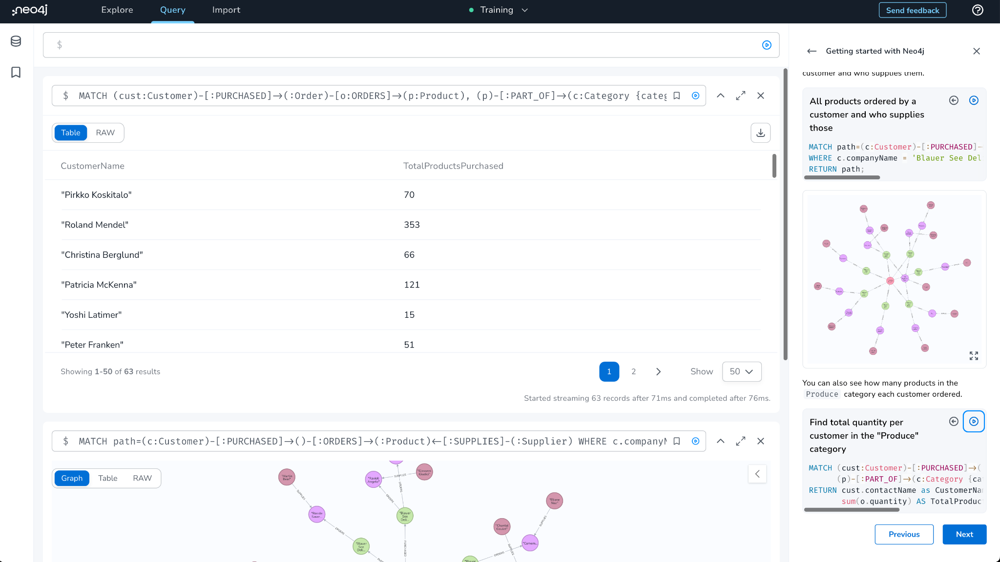 neo4j
Explore
Query
Import
Training
Send feedback
$
$ MATCH (cust:Customer)-[:PURCHASED]->(:Order)-[o:ORDERS]->(p:Product), (p)-[:PART_OF]->(c:Category {categ
Table
RAW
CustomerName
TotalProductsPurchased
"Pirkko Koskitalo"
70
"Roland Mendel"
353
"Christina Berglund"
66
"Patricia McKenna"
121
"Yoshi Latimer"
15
"Peter Franken"
51
Showing 1-50 of 63 results
1
2
Show
50
Started streaming 63 records after 71ms and completed after 76ms.
$ MATCH path=(c:Customer)-[:PURCHASED]->()-[:ORDERS]->(:Product)<-[:SUPPLIES]-(:Supplier) WHERE c.company
Graph
Table
RAW
"Martin
Bein"
SUPPLIES
"Rossle
Sauer...
ORDERS
"Blauer
See
Deli...
"Ravioli
Angelo"
SUPPLIES
"Giovanni
Giudici"
ORDERS
ORDERS
"Blauer
See
Deli...
PURCHASED
"Eliane
Noz"
SUPPLIES
"Chantal
Goulet"
SUPPLIES
"Camem...
ORDERS
"Blauer
Getting started with Neo4j
customer and who supplies them.
All products ordered by a
customer and who supplies
those
MATCH path=(c:Customer)-[:PURCHASED]-
WHERE c.companyName = 'Blauer See Del
RETURN path;
You can also see how many products in the
Produce category each customer ordered.
Find total quantity per
customer in the "Produce"
category
MATCH (cust:Customer)-[:PURCHASED]->(
(p)-[:PART_OF]->(c:Category {ca
RETURN cust.contactName as CustomerNa
sum(o.quantity) AS TotalProduc
Previous
Next